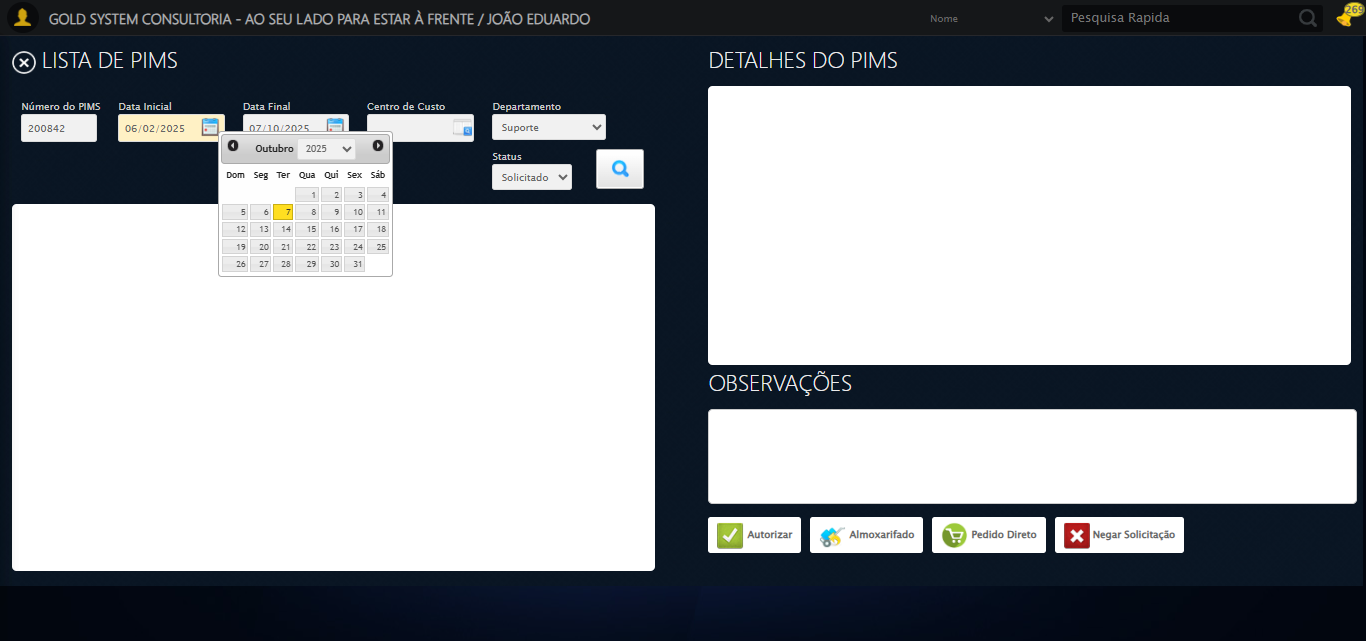 GOLD SYSTEM CONSULTORIA - AO SEU LADO PARA ESTAR À FRENTE / JOÃO EDUARDO
Nome
Pesquisa Rapida
269
LISTA DE PIMS
Número do PIMS
Data Inicial
Data Final
Centro de Custo
Departamento
200842
06/02/2025
07/10/2025
Suporte
Status
Solicitado
Outubro 2025
Dom Seg Ter Qua Qui Sex Sáb
1 2 3 4
5 6 7 8 9 10 11
12 13 14 15 16 17 18
19 20 21 22 23 24 25
26 27 28 29 30 31
DETALHES DO PIMS
OBSERVAÇÕES
Autorizar
Almoxarifado
Pedido Direto
Negar Solicitação